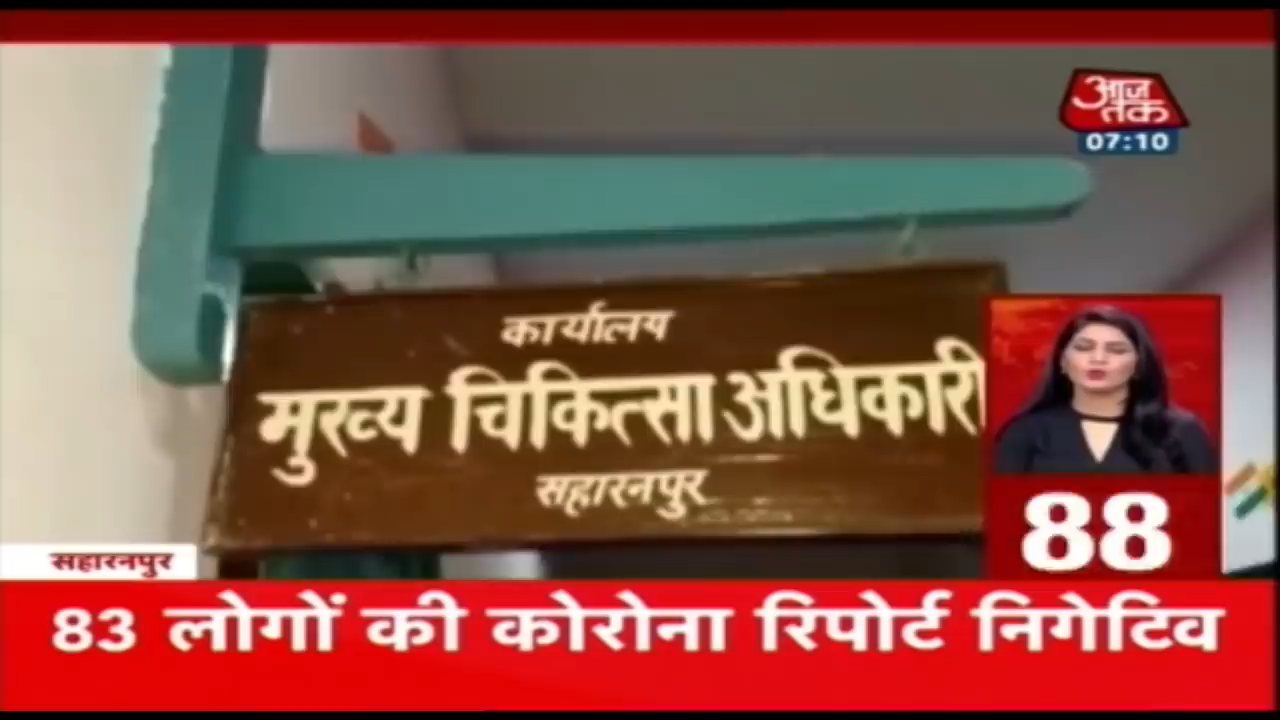 आज
तक
07:10
कार्यालय
मुख्य चिकित्सा अधिकारी
सहारनपुर
88
सहारनपुर
83 लोगों की कोरोना रिपोर्ट निगेटिव